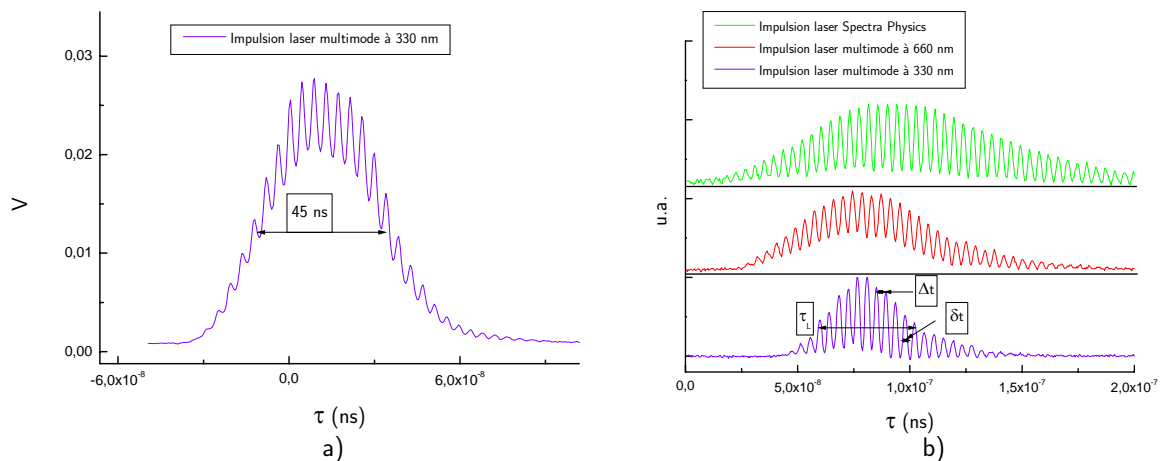 Impulsion laser multimode à 330 nm
0,03
0,02
0,01
0,00
V
45 ns
-6,0x10⁻⁸
0,0
6,0x10⁻⁸
τ (ns)
a)
Impulsion laser Spectra Physics
Impulsion laser multimode à 660 nm
Impulsion laser multimode à 330 nm
u.a.
Δt
τL
δt
0,0
5,0x10⁻⁸
1,0x10⁻⁷
1,5x10⁻⁷
2,0x10⁻⁷
τ (ns)
b)